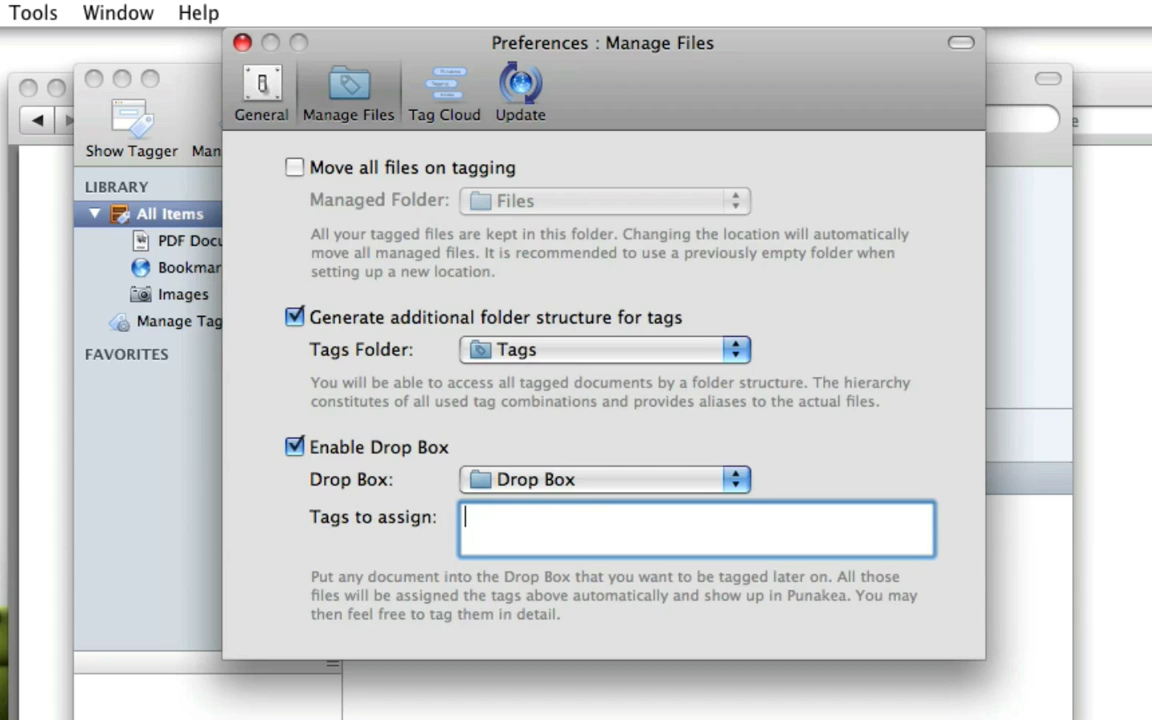 Tools Window Help
Preferences : Manage Files
General Manage Files Tag Cloud Update
Show Tagger
LIBRARY
All Items
PDF
Images
Manage
FAVORITES
Move all files on tagging
Managed Folder: Files
All your tagged files are kept in this folder. Changing the location will automatically
move all managed files. It is recommended to use a previously empty folder when
setting up a new location.
Generate additional folder structure for tags
Tags Folder: Tags
You will be able to access all tagged documents by a folder structure. The hierarchy
constitutes of all used tag combinations and provides aliases to the actual files.
Enable Drop Box
Drop Box: Drop Box
Tags to assign:
Put any document into the Drop Box that you want to be tagged later on. All those
files will be assigned the tags above automatically and show up in Punakea. You may
then feel free to tag them in detail.